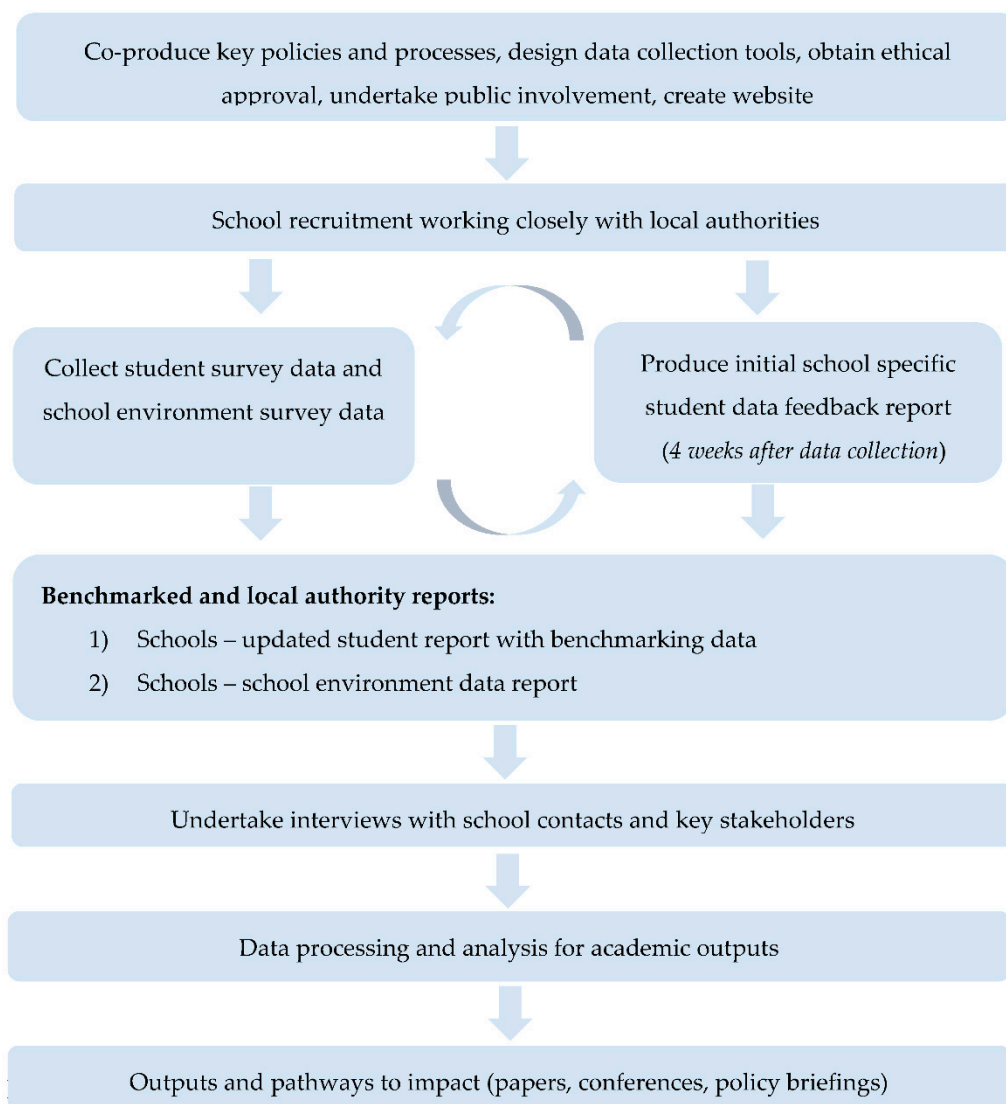 Co-produce key policies and processes, design data collection tools, obtain ethical
approval, undertake public involvement, create website
School recruitment working closely with local authorities
Collect student survey data and
school environment survey data
Produce initial school specific
student data feedback report
(4 weeks after data collection)
Benchmarked and local authority reports:
1) Schools – updated student report with benchmarking data
2) Schools – school environment data report
Undertake interviews with school contacts and key stakeholders
Data processing and analysis for academic outputs
Outputs and pathways to impact (papers, conferences, policy briefings)